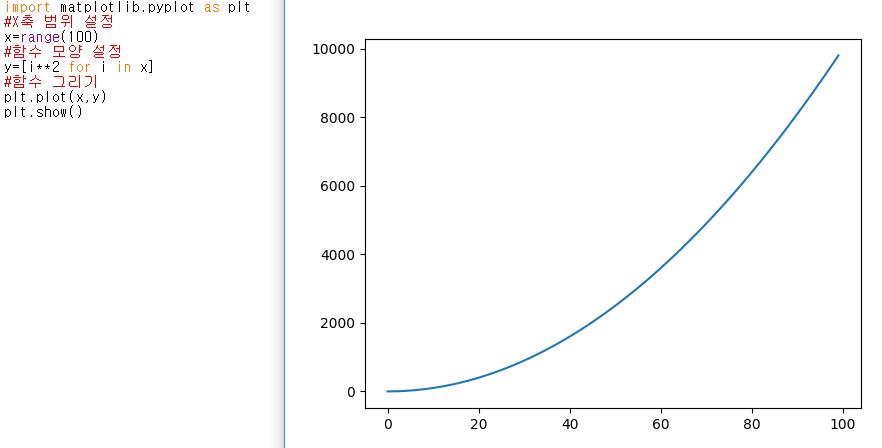 import matplotlib.pyplot as plt
#X축 범위 설정
x=range(100)
#함수 모양 설정
y=[i**2 for i in x]
#함수 그리기
plt.plot(x,y)
plt.show()
10000
8000
6000
4000
2000
0
0 20 40 60 80 100